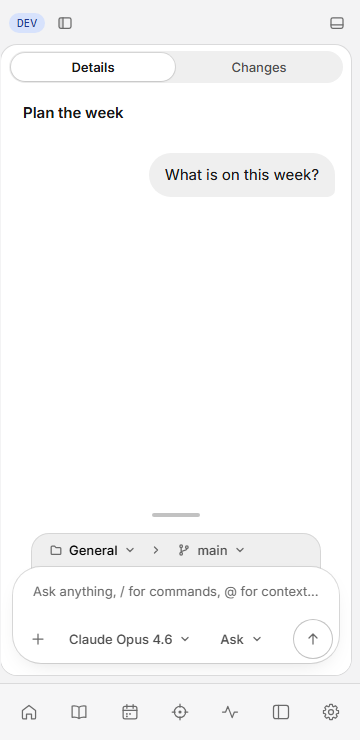 DEV
Details
Changes
Plan the week
What is on this week?
General
main
Ask anything, / for commands, @ for context...
Claude Opus 4.6
Ask